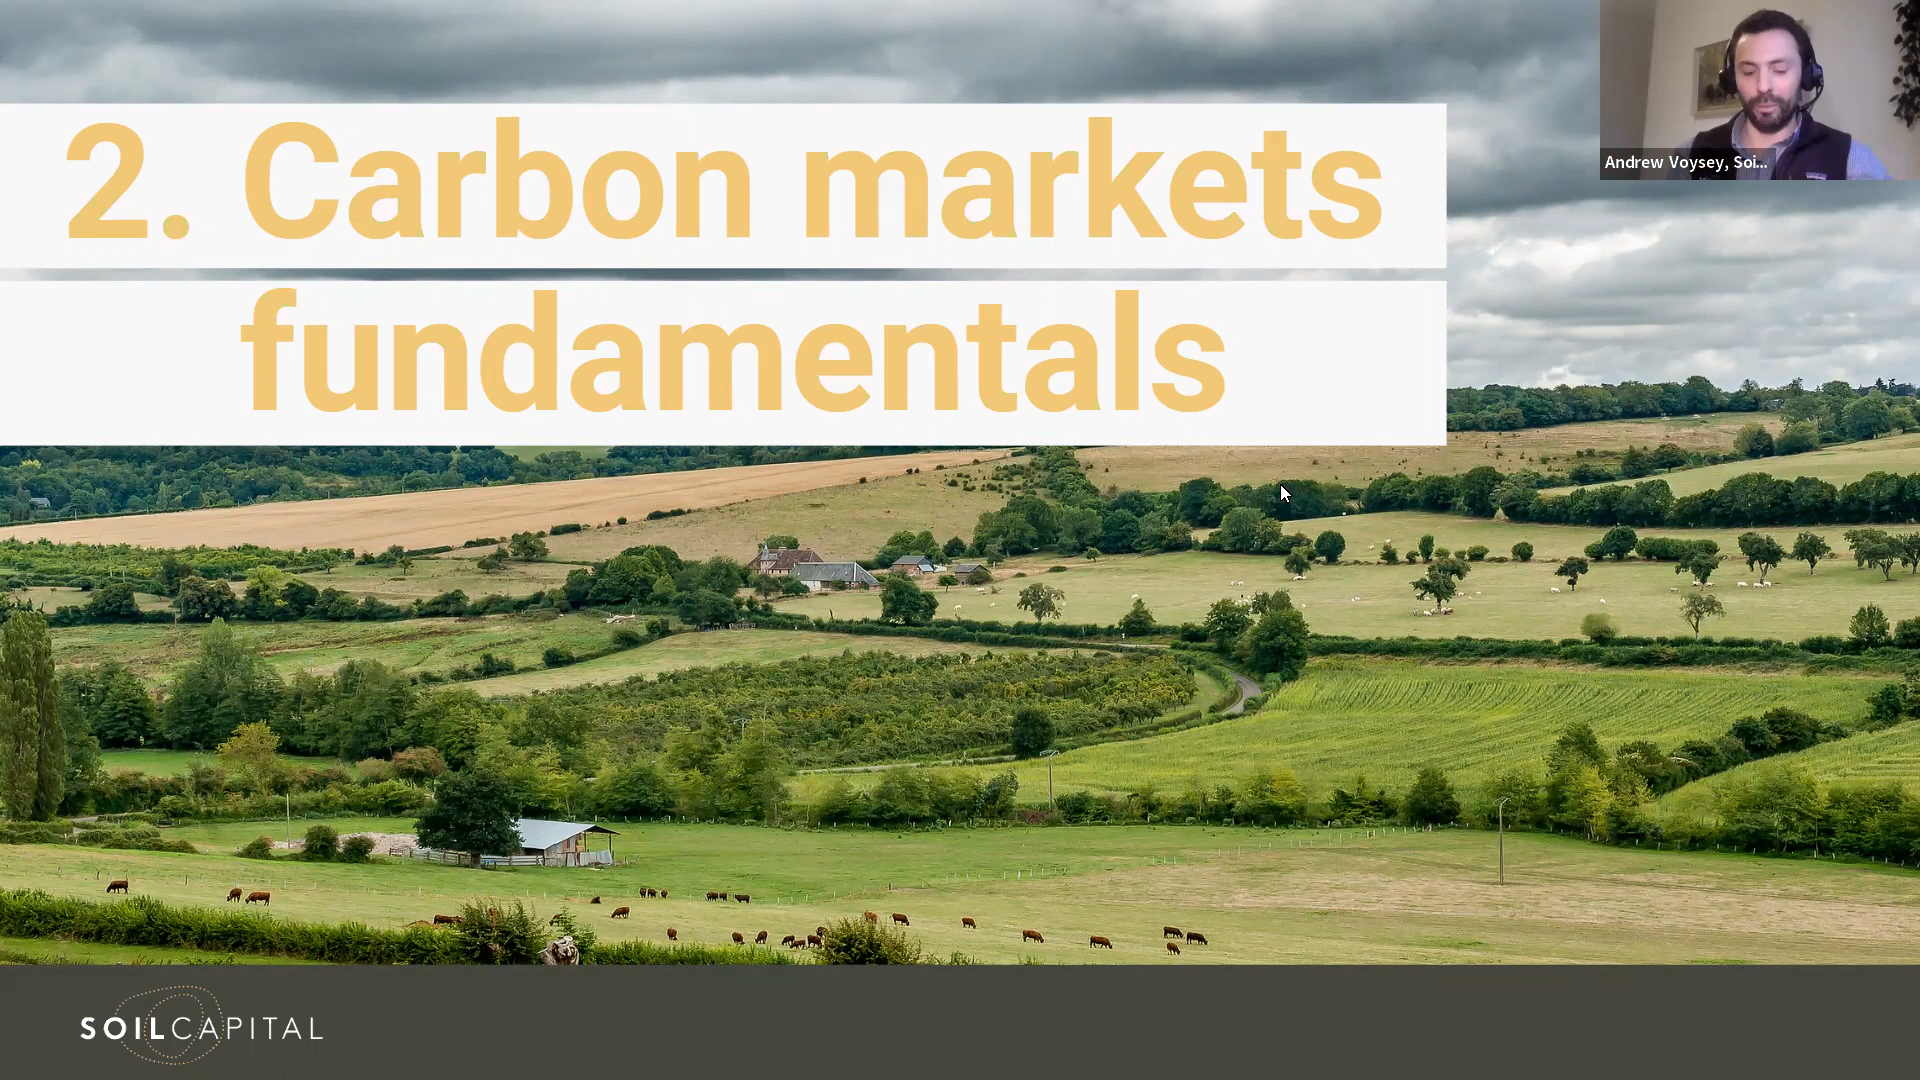 2. Carbon markets
fundamentals
Andrew Voysey, Soi...
SOILCAPITAL